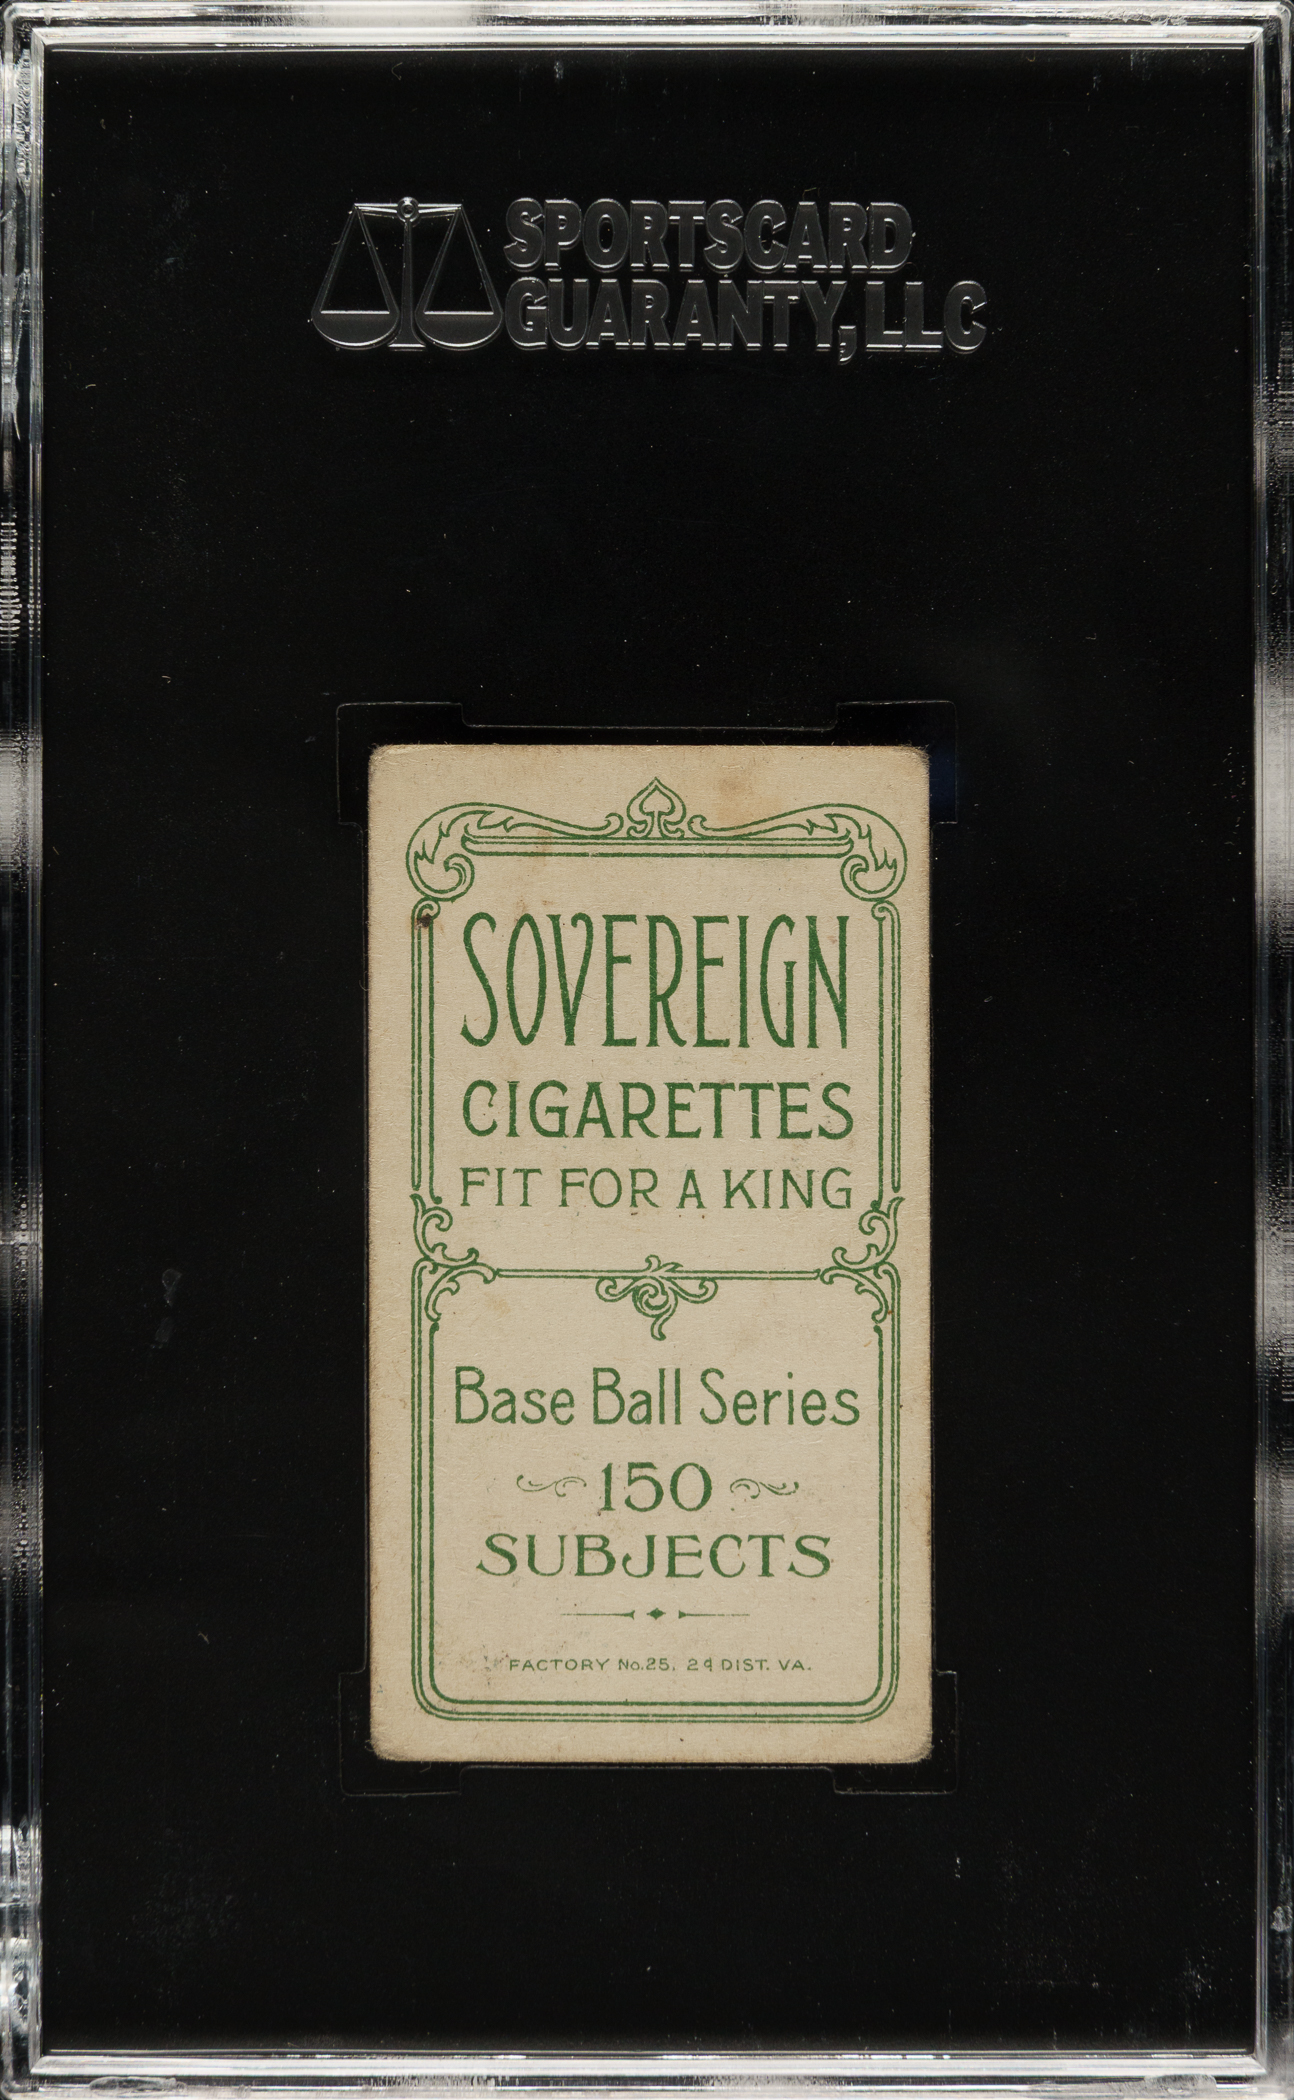 SPORTSCARD
GUARANTY, LLC
SOVEREIGN
CIGARETTES
FIT FOR A KING
Base Ball Series
150
SUBJECTS
FACTORY No. 25, 2d DIST. VA.